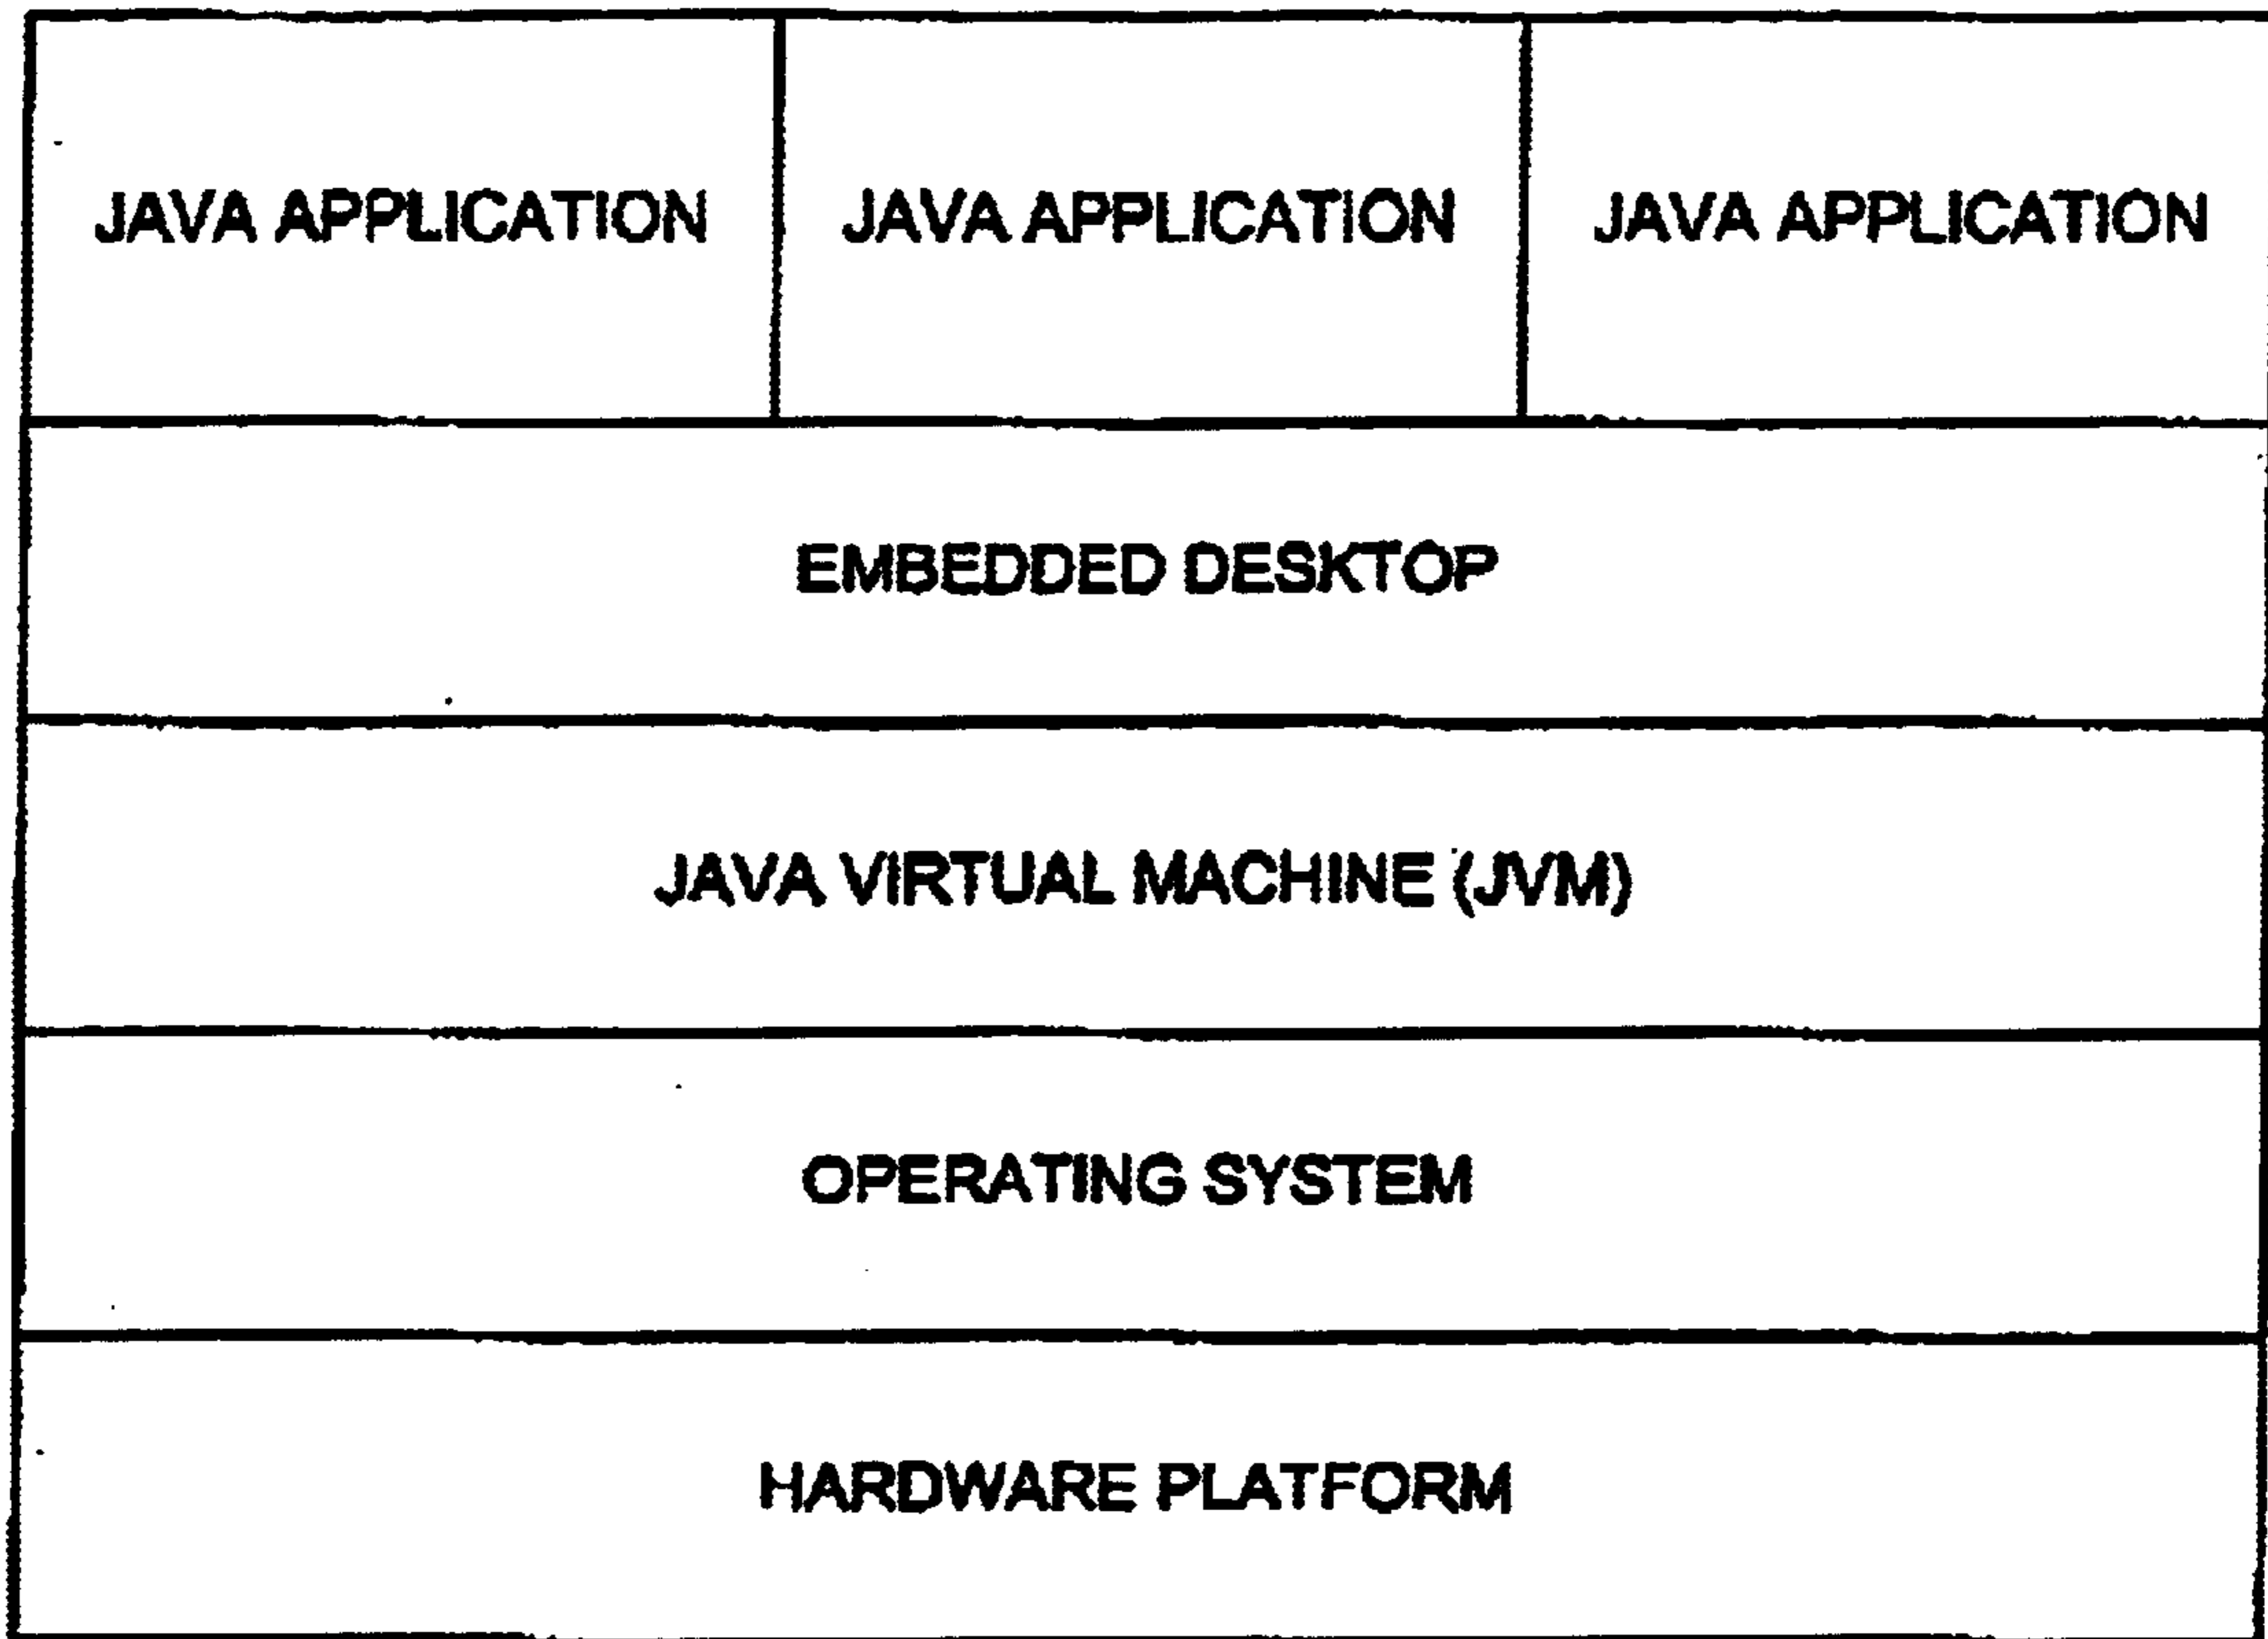 JAVA APPLICATION JAVA APPLICATION JAVA APPLICATION
EMBEDDED DESKTOP
JAVA VIRTUAL MACHINE (JVM)
OPERATING SYSTEM
HARDWARE PLATFORM